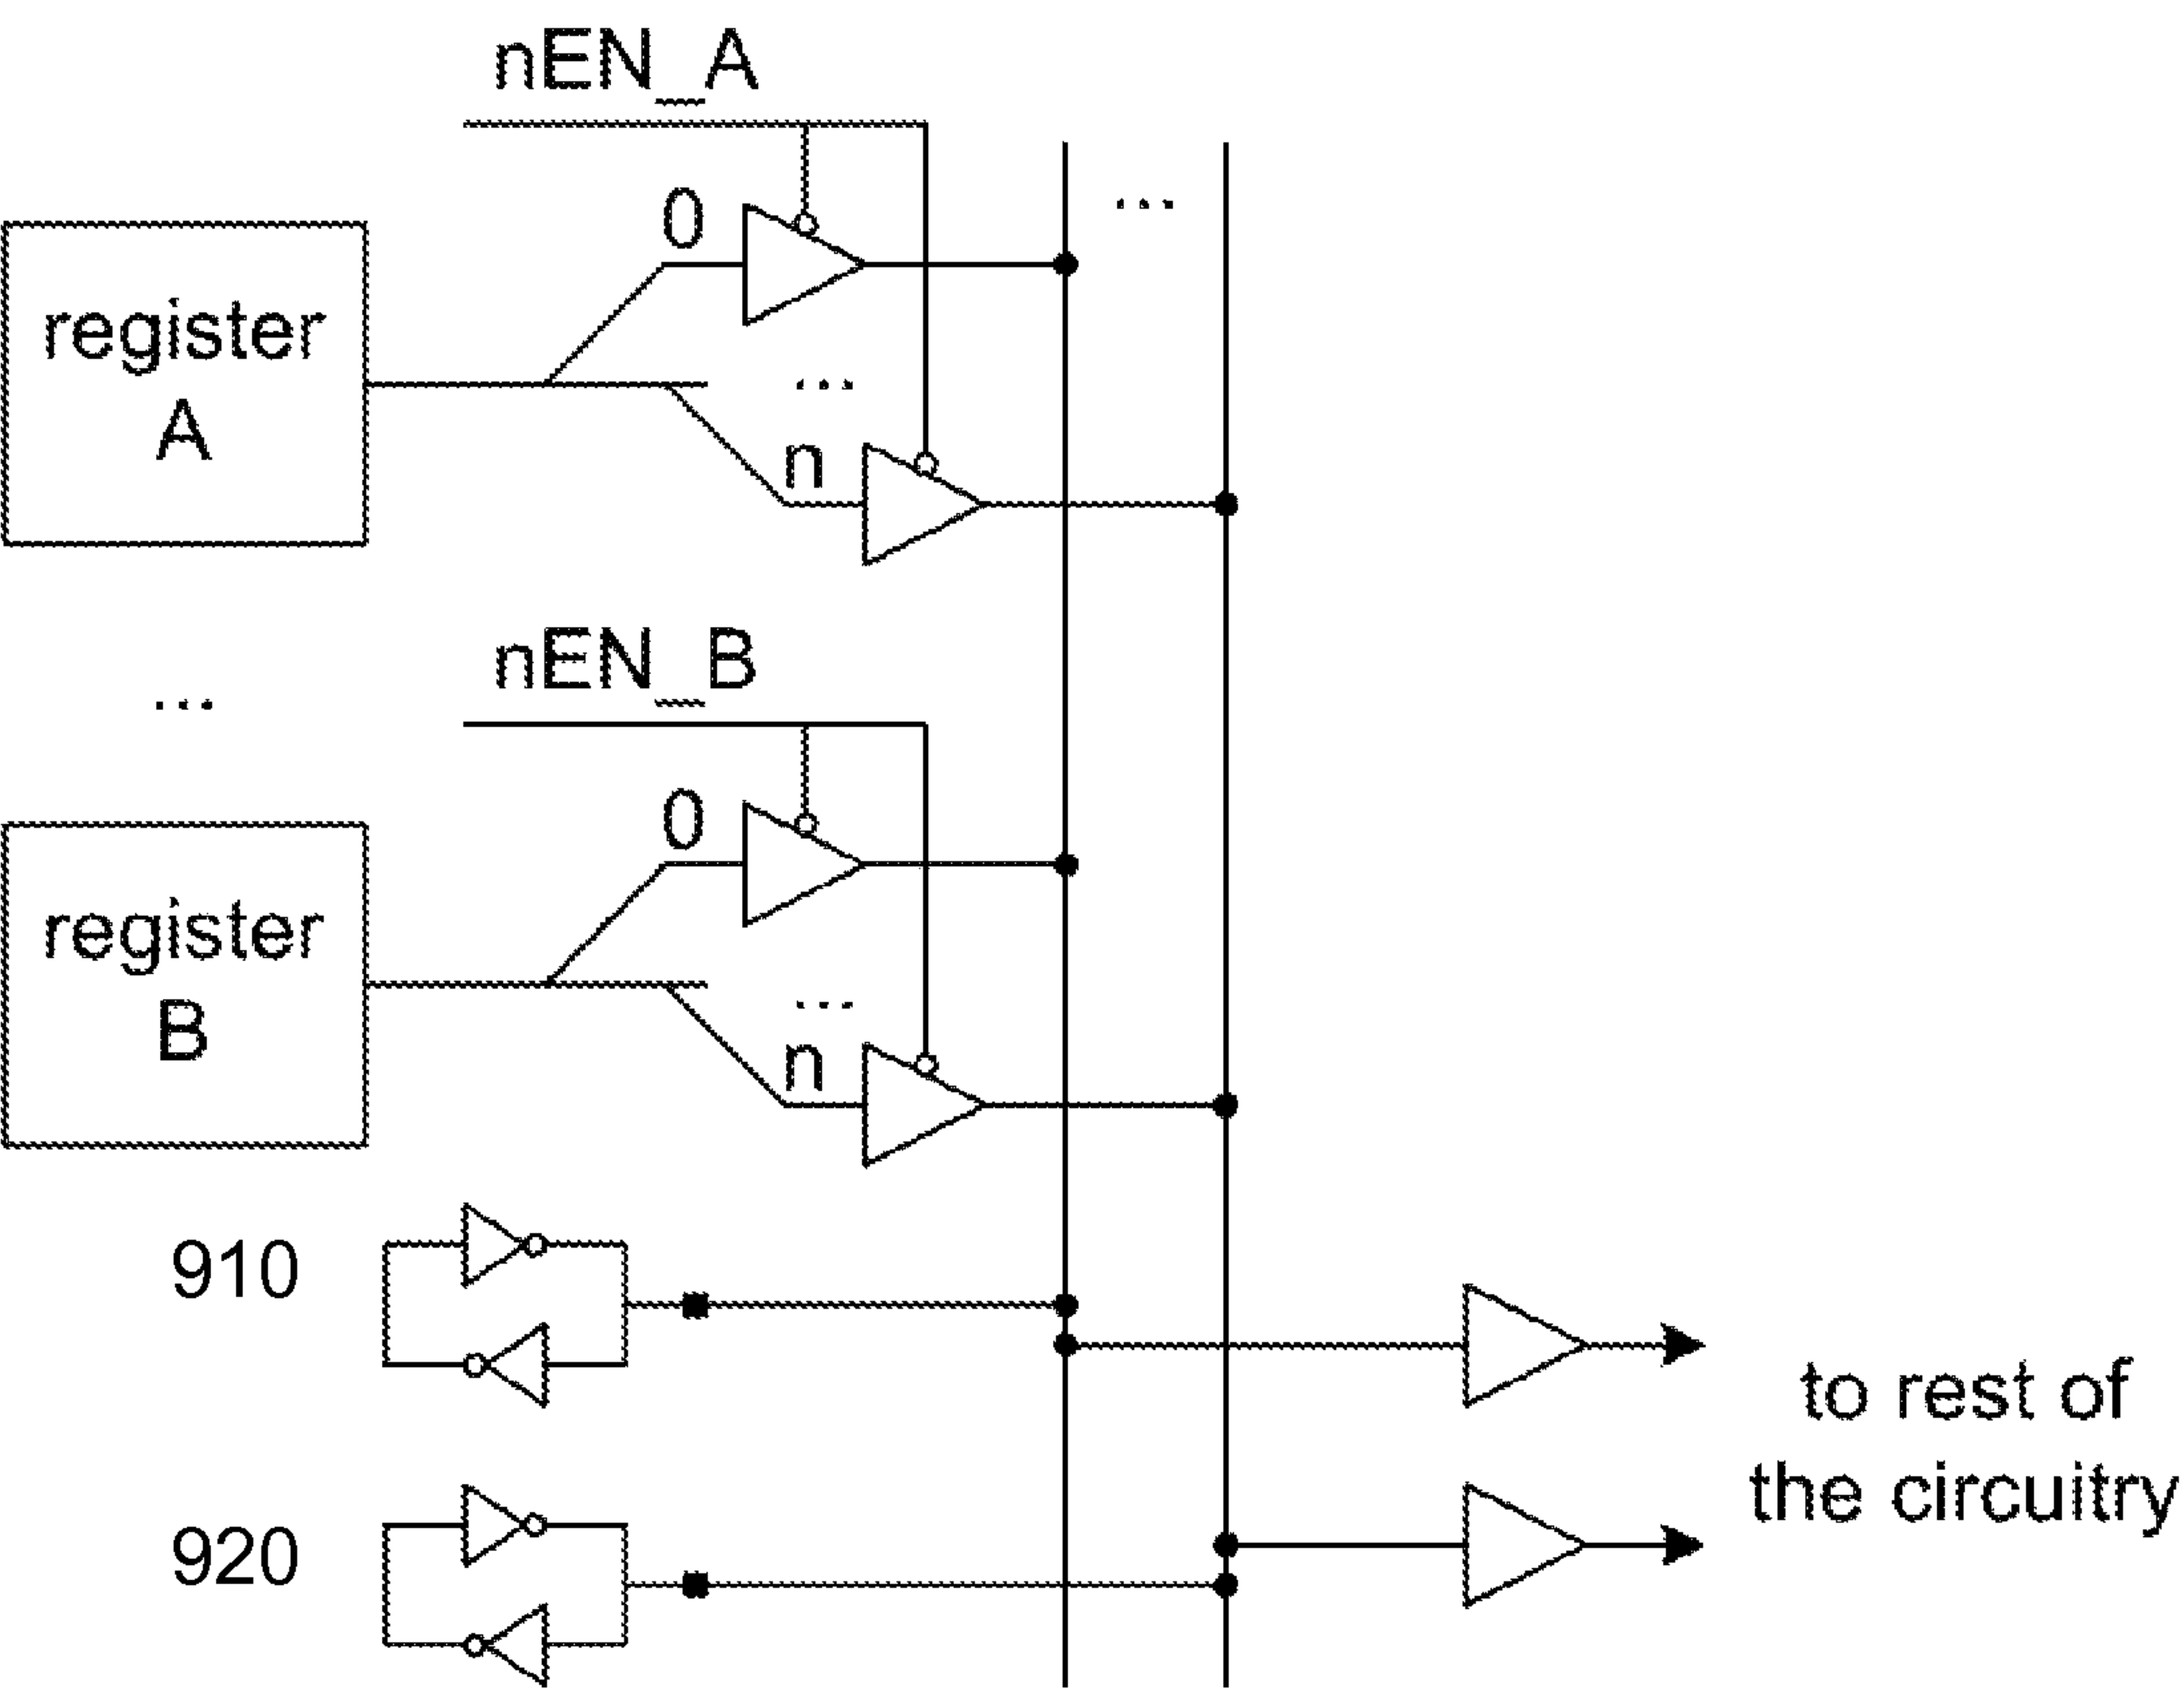 nEN_A
...
0
register
A
...
n
nEN_B
...
0
register
B
...
n
910
to rest of
the circuitry
920